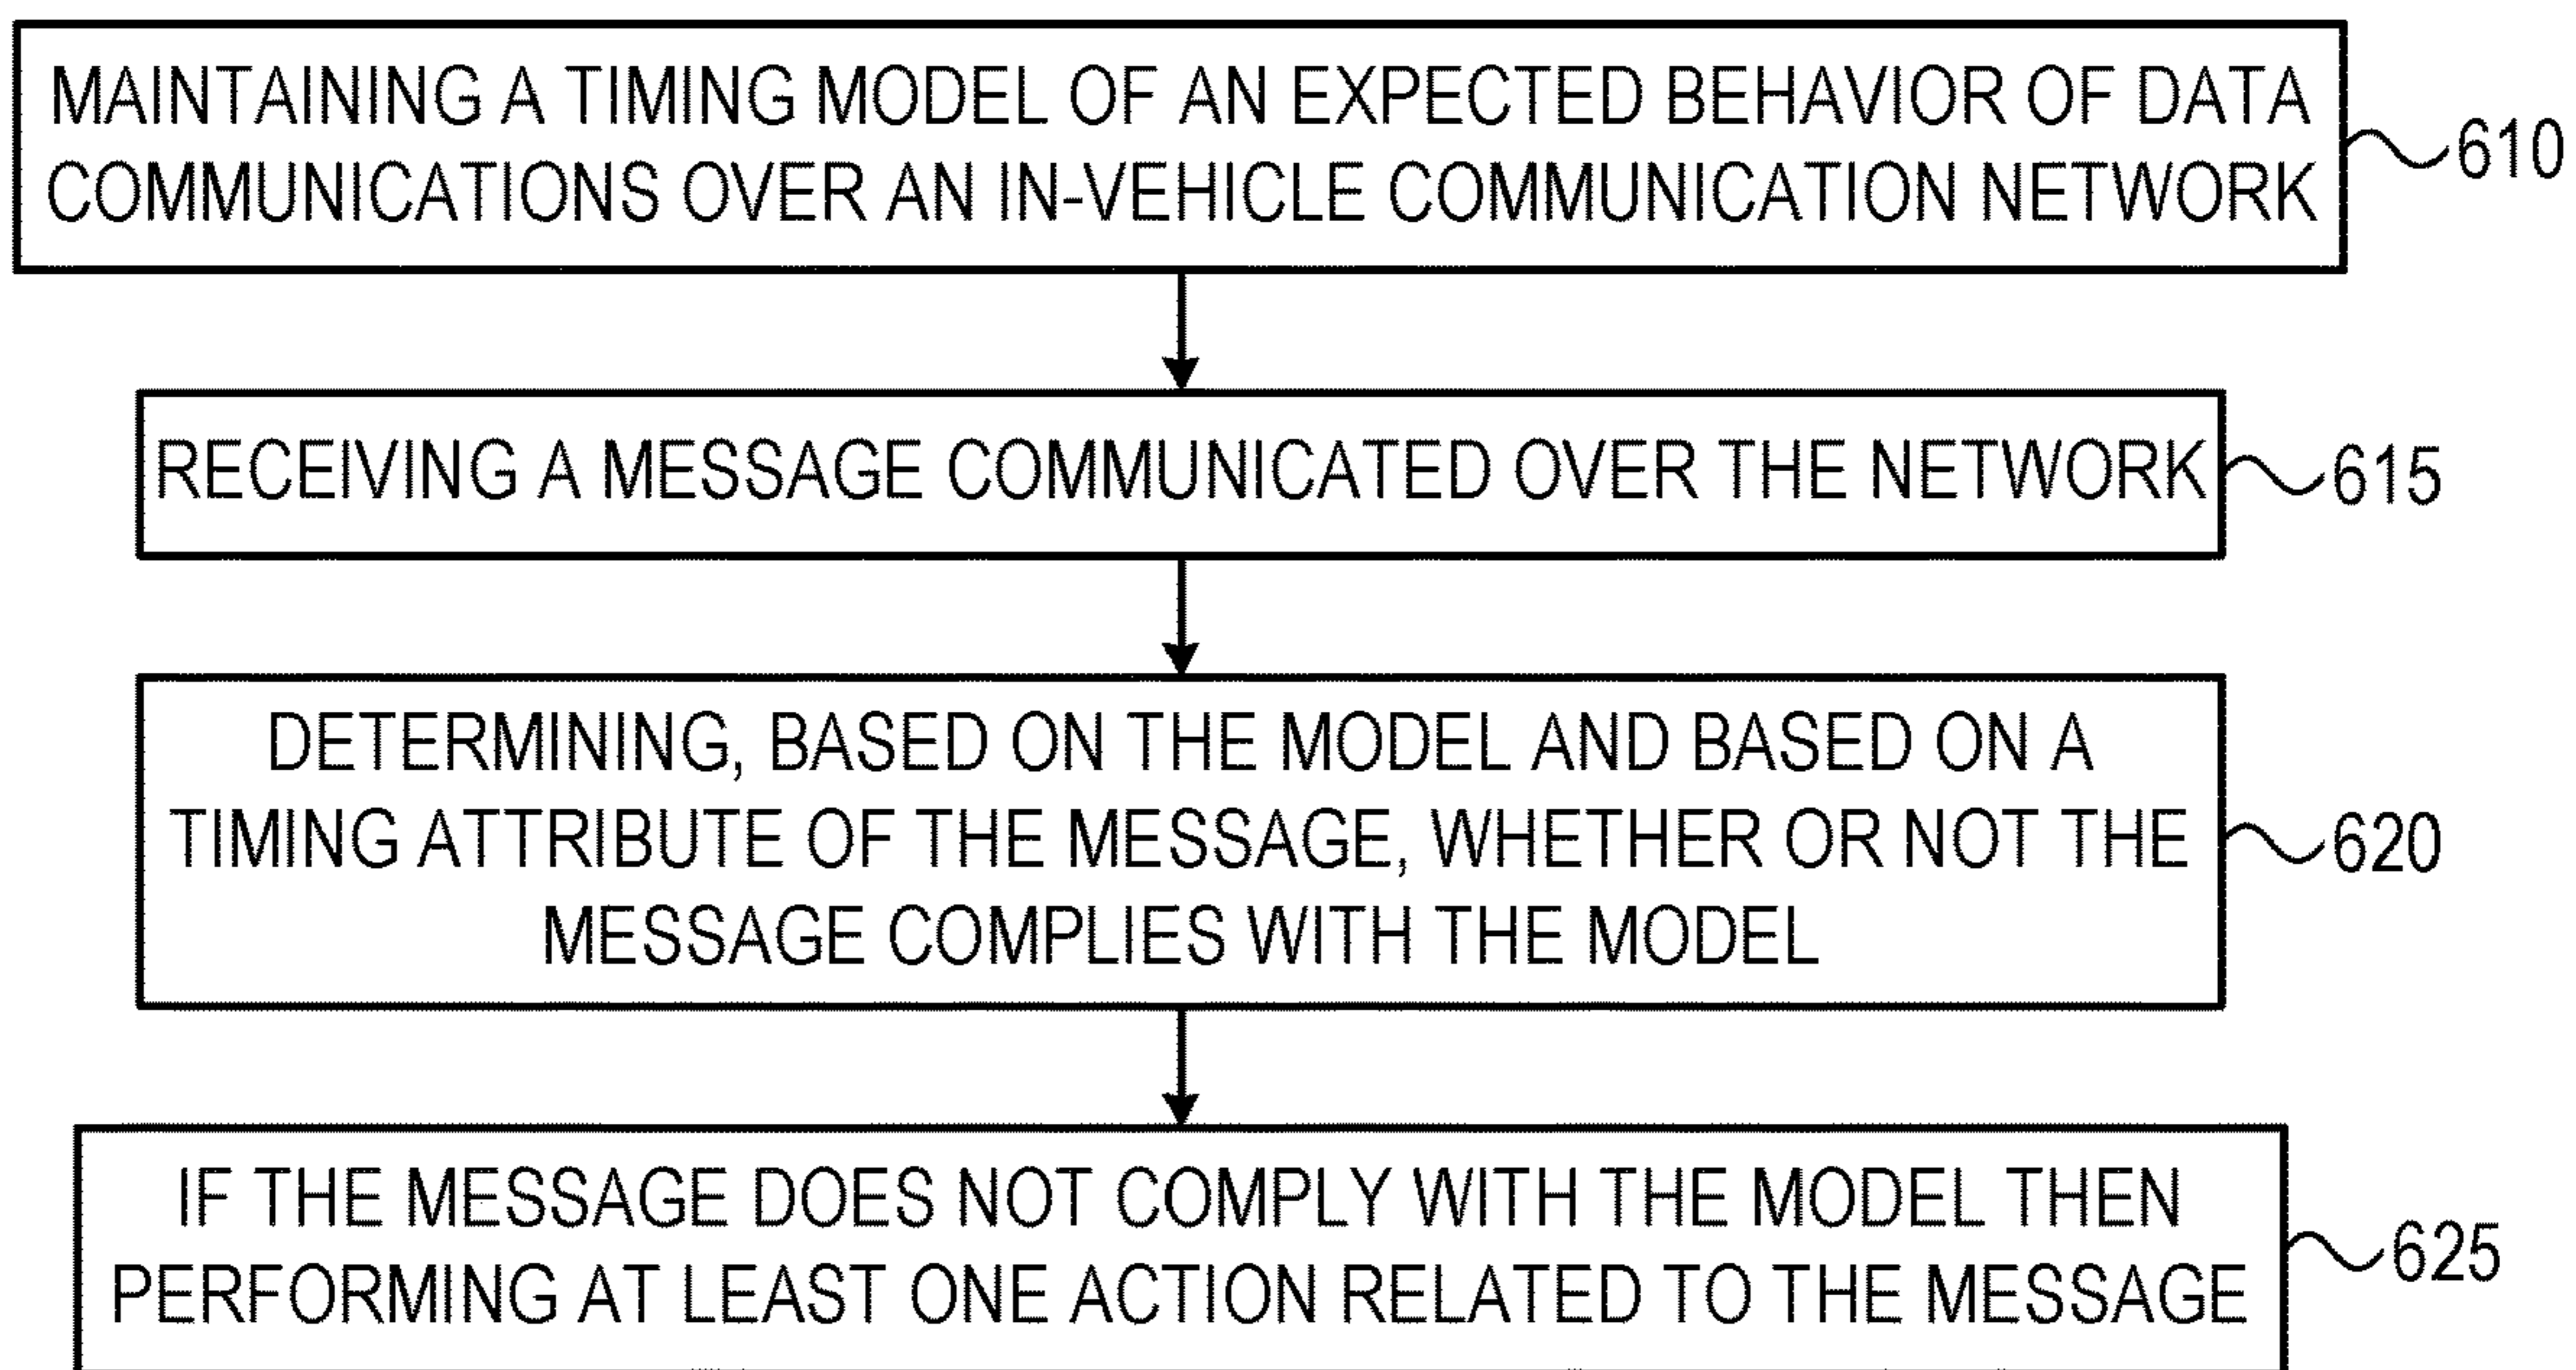 MAINTAINING A TIMING MODEL OF AN EXPECTED BEHAVIOR OF DATA
COMMUNICATIONS OVER AN IN-VEHICLE COMMUNICATION NETWORK
610
RECEIVING A MESSAGE COMMUNICATED OVER THE NETWORK
615
DETERMINING, BASED ON THE MODEL AND BASED ON A
TIMING ATTRIBUTE OF THE MESSAGE, WHETHER OR NOT THE
MESSAGE COMPLIES WITH THE MODEL
620
IF THE MESSAGE DOES NOT COMPLY WITH THE MODEL THEN
PERFORMING AT LEAST ONE ACTION RELATED TO THE MESSAGE
625